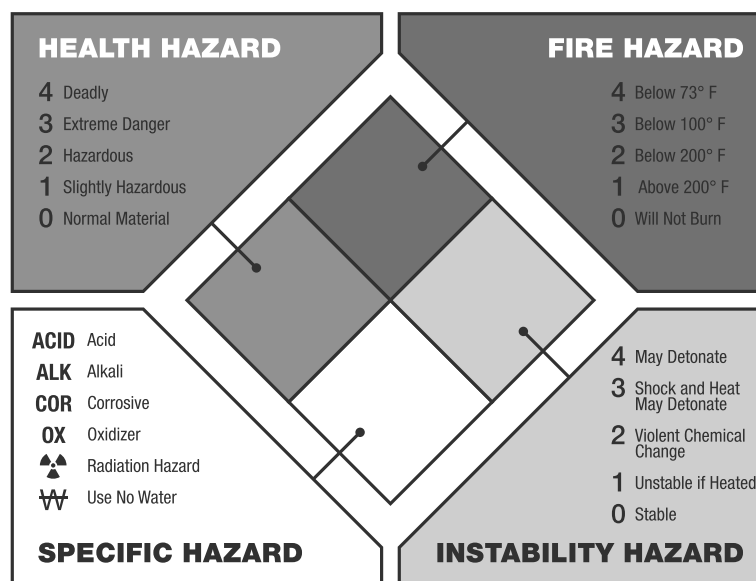 HEALTH HAZARD
4 Deadly
3 Extreme Danger
2 Hazardous
1 Slightly Hazardous
0 Normal Material
FIRE HAZARD
4 Below 73° F
3 Below 100° F
2 Below 200° F
1 Above 200° F
0 Will Not Burn
ACID Acid
ALK Alkali
COR Corrosive
OX Oxidizer
Radiation Hazard
W Use No Water
SPECIFIC HAZARD
4 May Detonate
3 Shock and Heat
May Detonate
2 Violent Chemical
Change
1 Unstable if Heated
0 Stable
INSTABILITY HAZARD